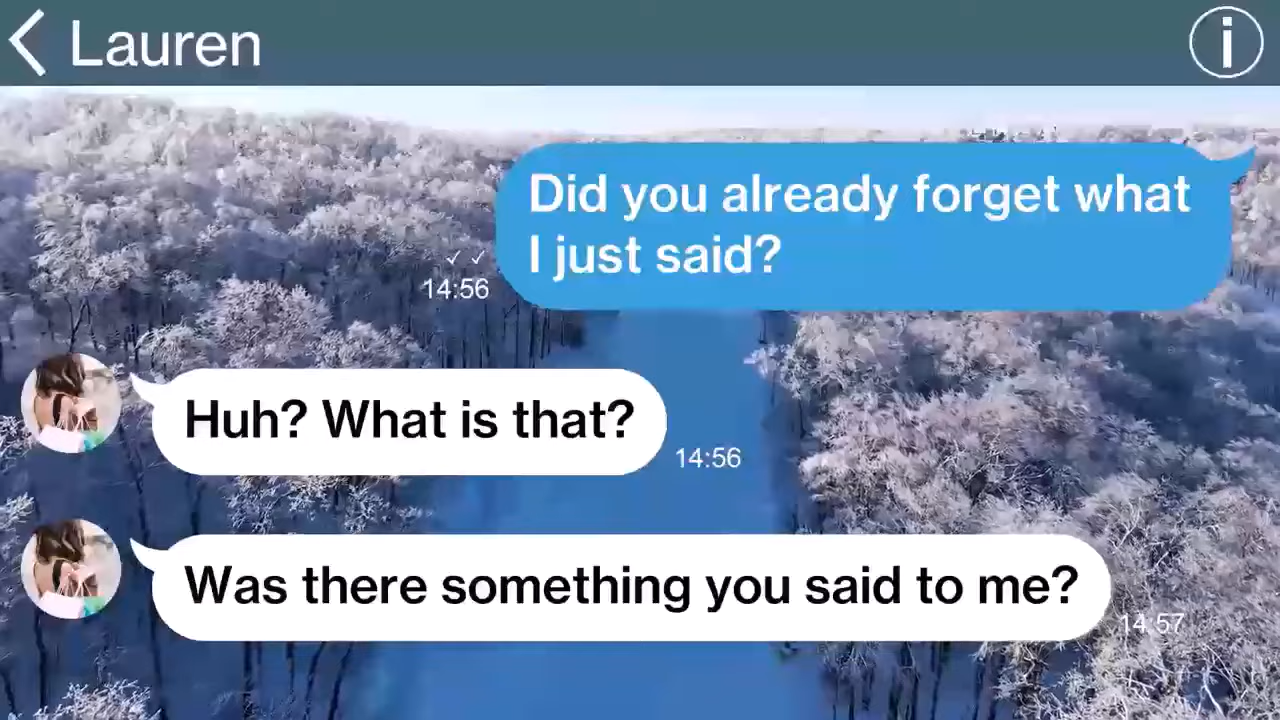 Lauren
Did you already forget what
I just said?
14:56
Huh? What is that?
14:56
Was there something you said to me?
14:57